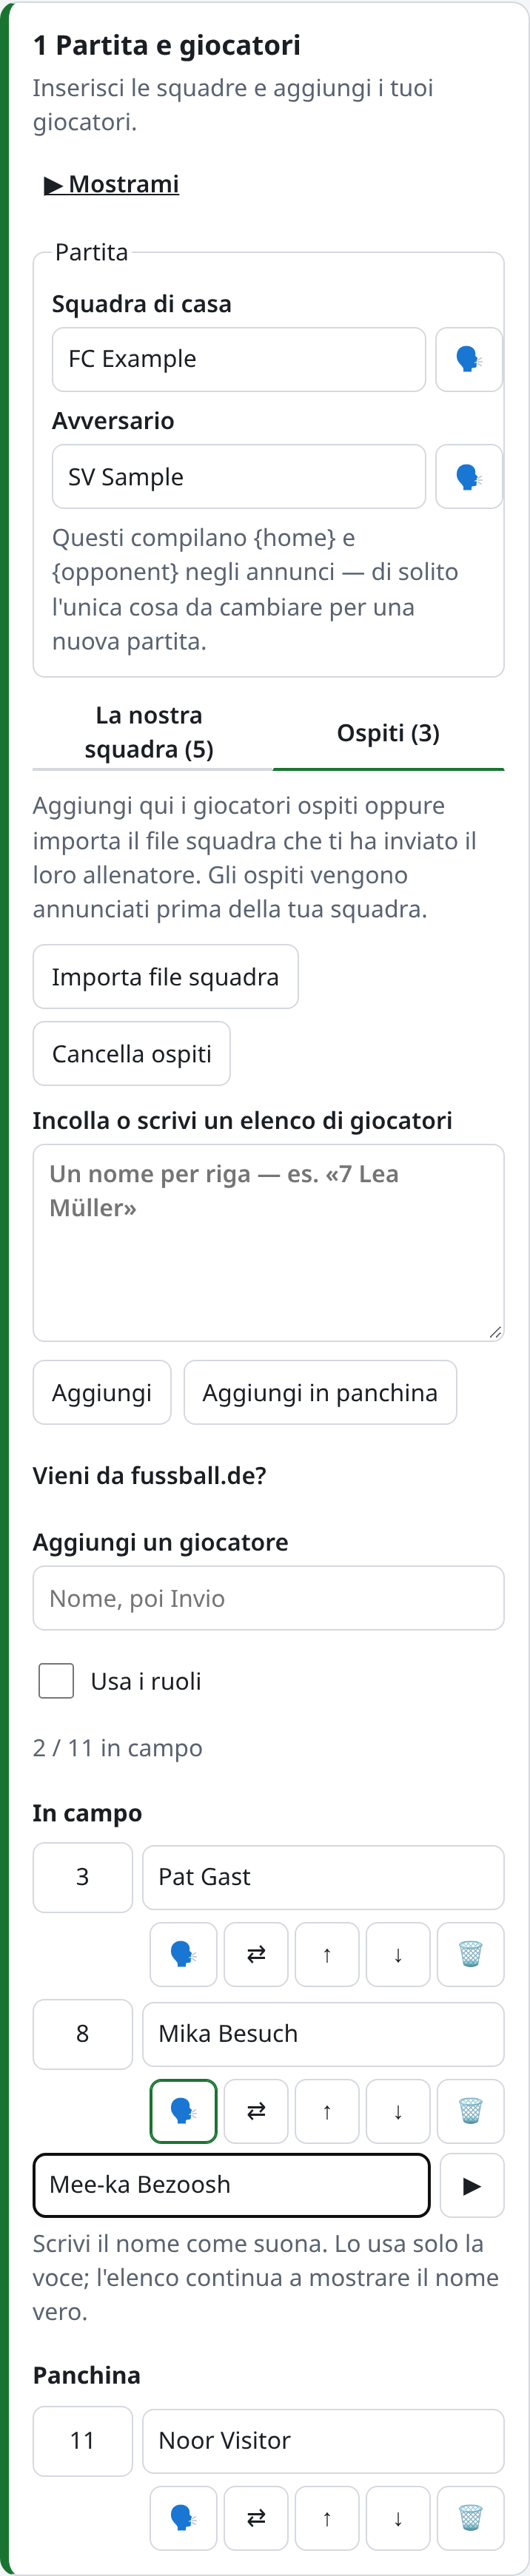 1 Partita e giocatori
Inserisci le squadre e aggiungi i tuoi
giocatori.
▶ Mostrami
Partita
Squadra di casa
FC Example
Avversario
SV Sample
Questi compilano {home} e
{opponent} negli annunci — di solito
l'unica cosa da cambiare per una
nuova partita.
La nostra
squadra (5)
Ospiti (3)
Aggiungi qui i giocatori ospiti oppure
importa il file squadra che ti ha inviato il
loro allenatore. Gli ospiti vengono
annunciati prima della tua squadra.
Importa file squadra
Cancella ospiti
Incolla o scrivi un elenco di giocatori
Un nome per riga — es. «7 Lea
Müller»
Aggiungi
Aggiungi in panchina
Vieni da fussball.de?
Aggiungi un giocatore
Nome, poi Invio
Usa i ruoli
2 / 11 in campo
In campo
3 Pat Gast
⇄ ↑ ↓
8 Mika Besuch
⇄ ↑ ↓
Mee-ka Bezoosh ▶
Scrivi il nome come suona. Lo usa solo la
voce; l'elenco continua a mostrare il nome
vero.
Panchina
11 Noor Visitor
⇄ ↑ ↓